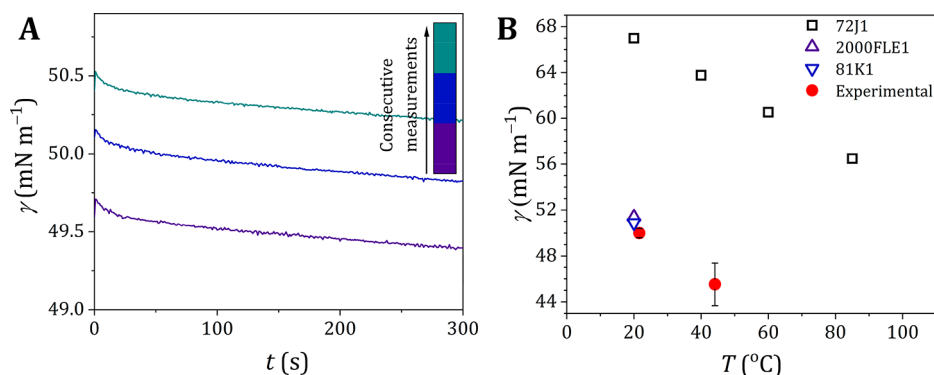 A
50.5
50.0
49.5
49.0
γ (mN m⁻¹)
0
100
200
300
t (s)
Consecutive
measurements
B
68
64
60
56
52
48
44
γ (mN m⁻¹)
0
20
40
60
80
100
T (°C)
72J1
2000FLE1
81K1
Experimental